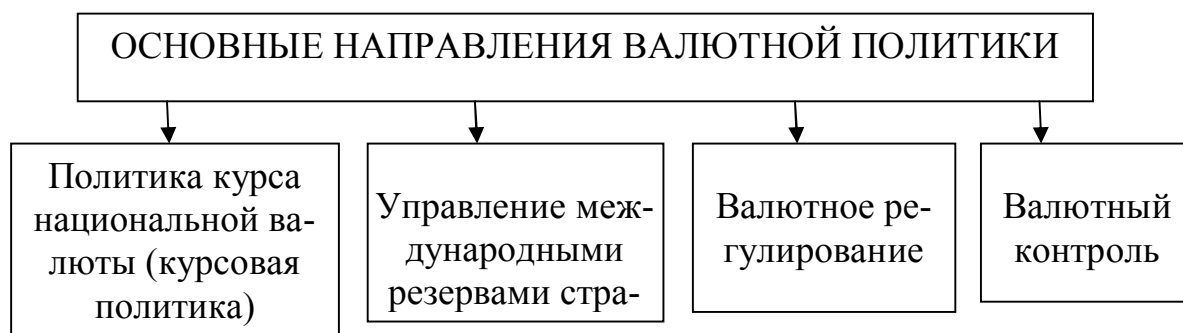 ОСНОВНЫЕ НАПРАВЛЕНИЯ ВАЛЮТНОЙ ПОЛИТИКИ
Политика курса
национальной ва-
люты (курсовая
политика)
Управление меж-
дународными
резервами стра-
Валютное ре-
гулирование
Валютный
контроль